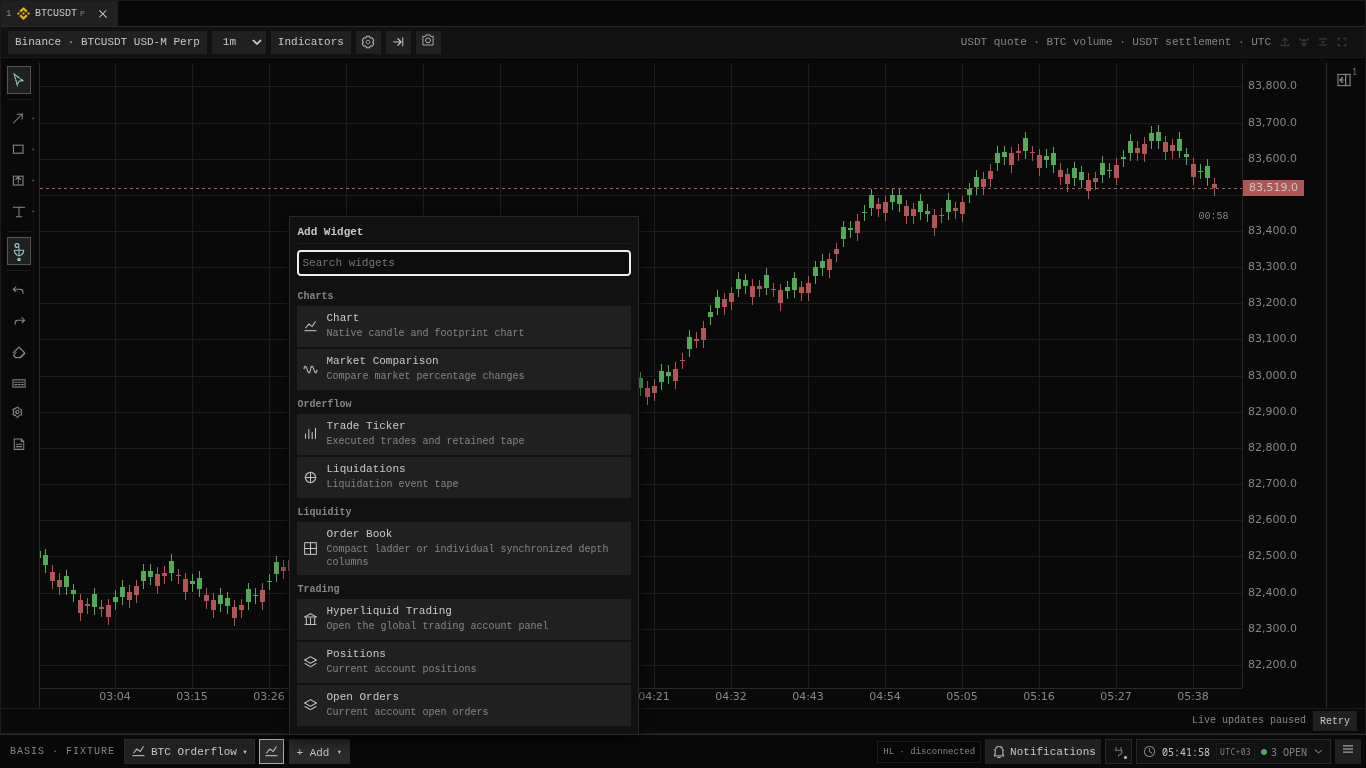 1 BTCUSDT P
Binance · BTCUSDT USD-M Perp 1m Indicators USDT quote · BTC volume · USDT settlement · UTC
1
83,800.0
83,700.0
83,600.0
83,519.0
00:58
83,400.0
83,300.0
83,200.0
83,100.0
83,000.0
82,900.0
82,800.0
82,700.0
82,600.0
82,500.0
82,400.0
82,300.0
82,200.0
Add Widget
Search widgets
Charts
Chart
Native candle and footprint chart
Market Comparison
Compare market percentage changes
Orderflow
Trade Ticker
Executed trades and retained tape
Liquidations
Liquidation event tape
Liquidity
Order Book
Compact ladder or individual synchronized depth
columns
Trading
Hyperliquid Trading
Open the global trading account panel
Positions
Current account positions
Open Orders
Current account open orders
03:04 03:15 03:26 04:21 04:32 04:43 04:54 05:05 05:16 05:27 05:38
Live updates paused Retry
BASIS · FIXTURE BTC Orderflow + Add HL · disconnected Notifications 05:41:58 UTC+03 3 OPEN